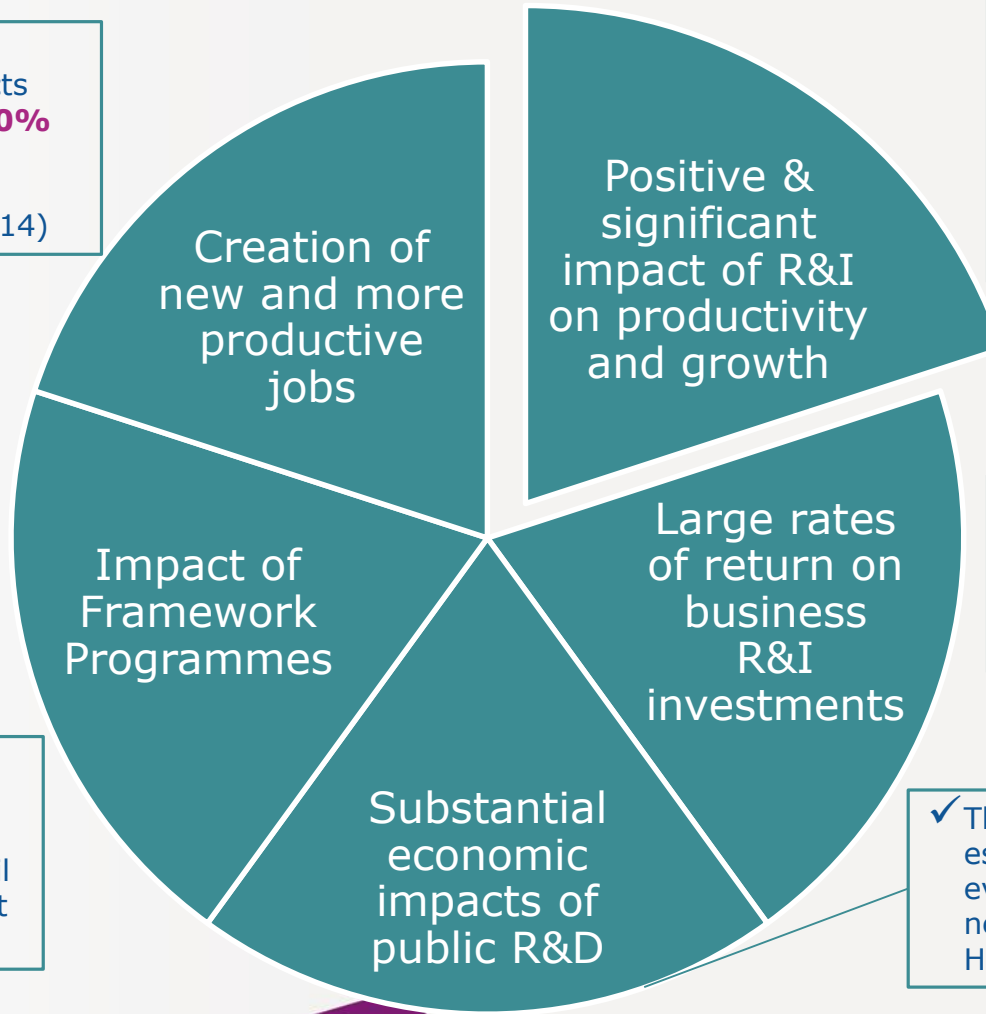 14)
Creation of
new and more
productive
jobs
Positive &
significant
impact of R&I
on productivity
and growth
Impact of
Framework
Programmes
Large rates
of return on
business
R&I
investments
Substantial
economic
impacts of
public R&D